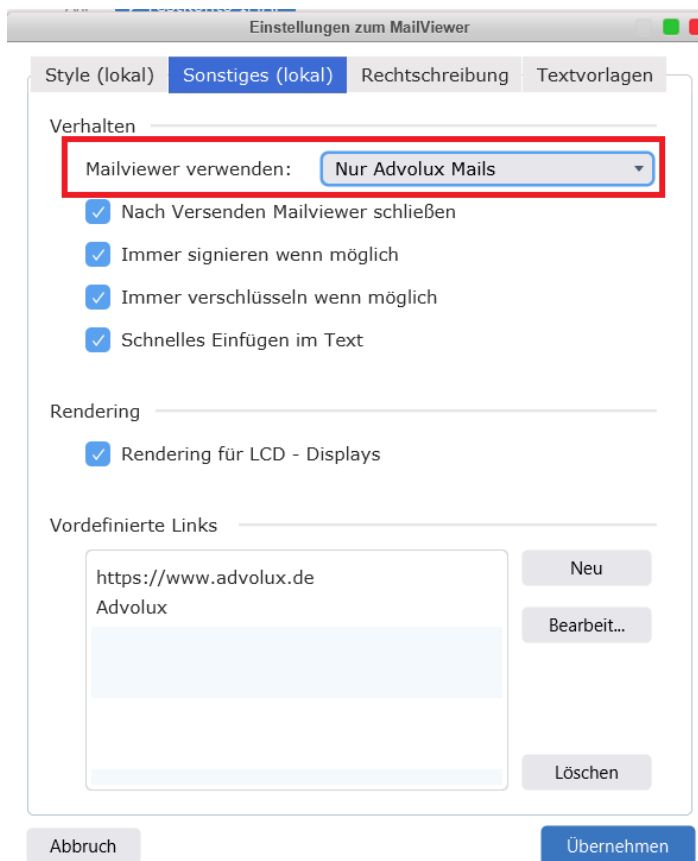 Einstellungen zum MailViewer
Style (lokal) Sonstiges (lokal) Rechtschreibung Textvorlagen
Verhalten
Mailviewer verwenden: Nur Advolux Mails
Nach Versenden Mailviewer schließen
Immer signieren wenn möglich
Immer verschlüsseln wenn möglich
Schnelles Einfügen im Text
Rendering
Rendering für LCD - Displays
Vordefinierte Links
https://www.advolux.de
Advolux
Neu
Bearbeit...
Löschen
Abbruch Übernehmen